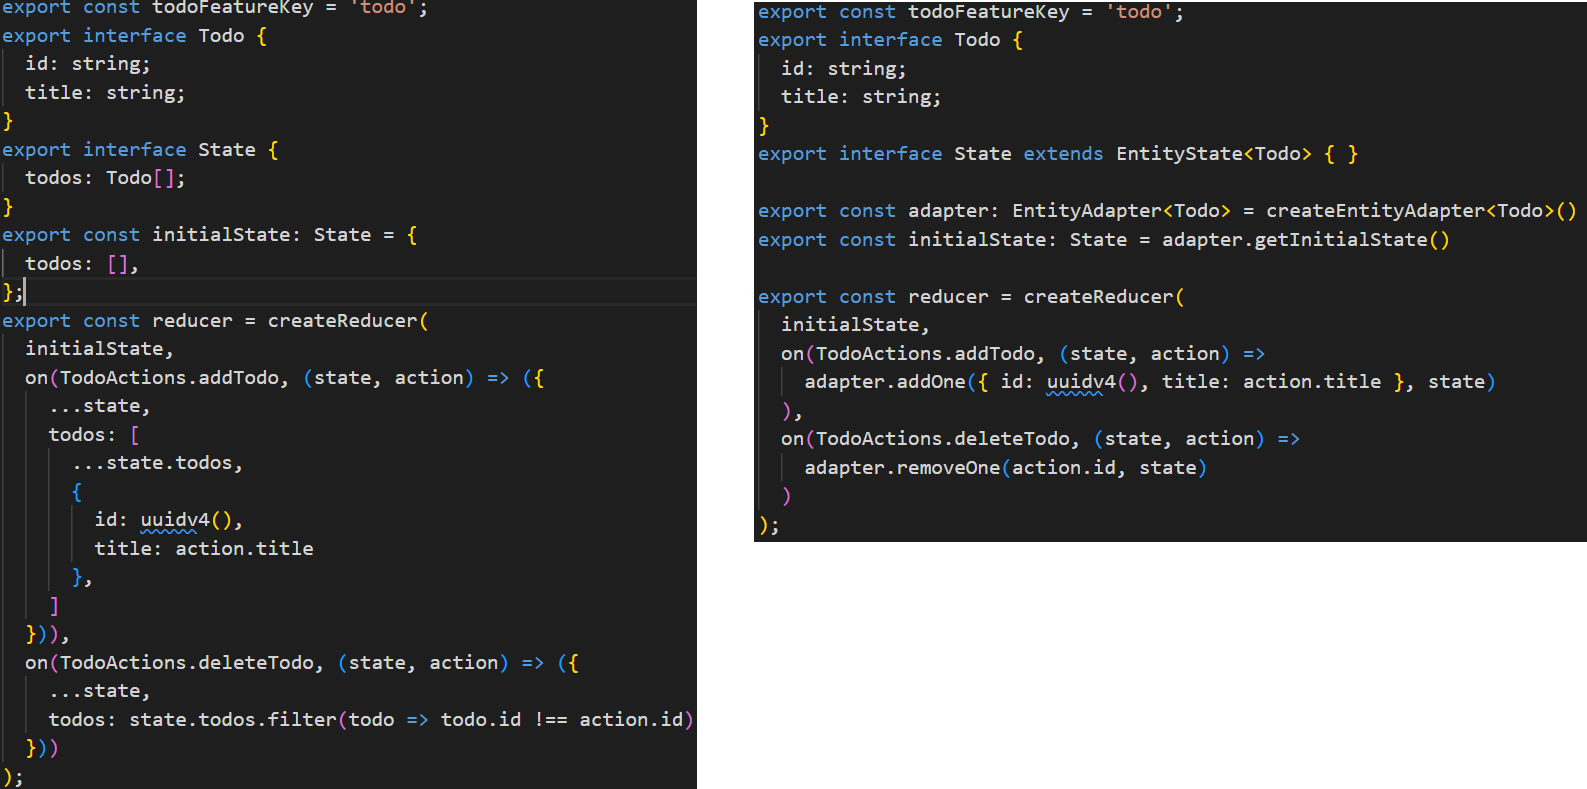 export const todoFeatureKey = 'todo';
export interface Todo {
  id: string;
  title: string;
}
export interface State {
  todos: Todo[];
}
export const initialState: State = {
  todos: [],
};
export const reducer = createReducer(
  initialState,
  on(TodoActions.addTodo, (state, action) => ({
    ...state,
    todos: [
      ...state.todos,
      {
        id: uuidv4(),
        title: action.title
      },
    ]
  })),
  on(TodoActions.deleteTodo, (state, action) => ({
    ...state,
    todos: state.todos.filter(todo => todo.id !== action.id)
  }))
);
export const todoFeatureKey = 'todo';
export interface Todo {
  id: string;
  title: string;
}
export interface State extends EntityState<Todo> { }
export const adapter: EntityAdapter<Todo> = createEntityAdapter<Todo>()
export const initialState: State = adapter.getInitialState()
export const reducer = createReducer(
  initialState,
  on(TodoActions.addTodo, (state, action) =>
    adapter.addOne({ id: uuidv4(), title: action.title }, state)
  ),
  on(TodoActions.deleteTodo, (state, action) =>
    adapter.removeOne(action.id, state)
  )
);